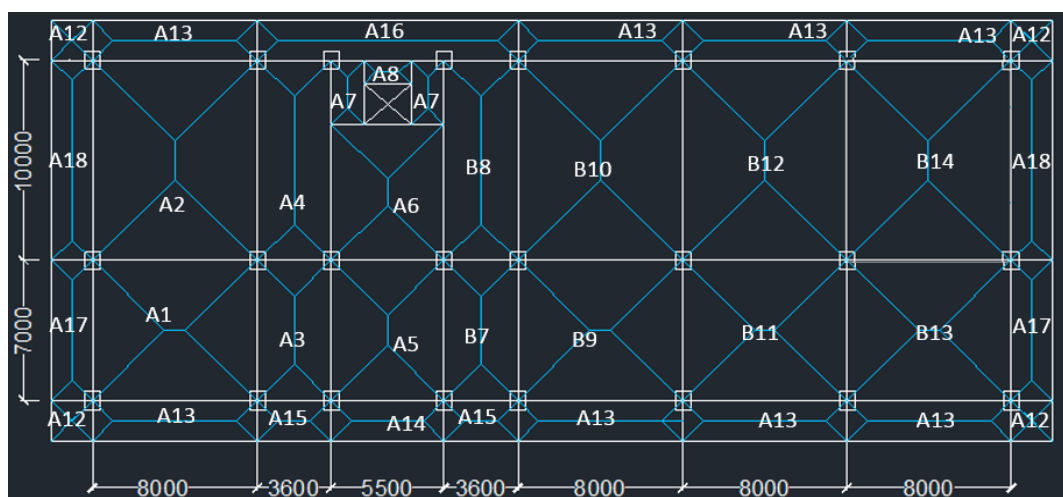 A12 A13 A16 A13 A13 A13 A12
A8
A7 A7
10000
A18 B8 B10 B12 B14 A18
A2 A4 A6
A1
7000
A17 A3 A5 B7 B9 B11 B13 A17
A12 A13 A15 A14 A15 A13 A13 A13 A12
8000 3600 5500 3600 8000 8000 8000